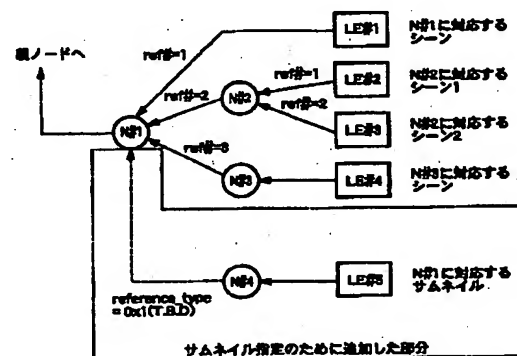 LE#1
N#1に対応する
シーン
親ノードへ
ref#=1
ref#=1
LE#2
N#2に対応する
シーン1
ref#=2
N#2
ref#=2
LE#3
N#2に対応する
シーン2
N#1
ref#=3
N#3
LE#4
N#3に対応する
シーン
N#4
LE#5
N#1に対応する
サムネイル
reference_type
=0x1(T.B.D)
サムネイル指定のために追加した部分